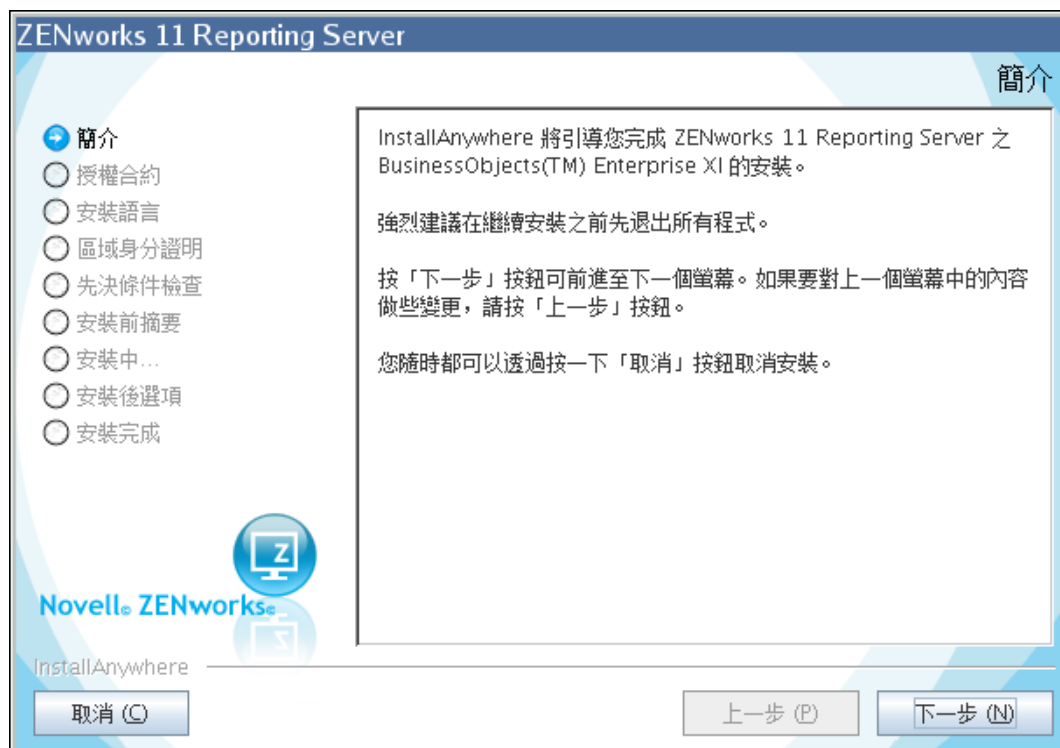 ZENworks 11 Reporting Server
簡介
簡介
授權合約
安裝語言
區域身分證明
先決條件檢查
安裝前摘要
安裝中...
安裝後選項
安裝完成
InstallAnywhere 將引導您完成 ZENworks 11 Reporting Server 之
BusinessObjects(TM) Enterprise XI 的安裝。
強烈建議在繼續安裝之前先退出所有程式。
按「下一步」按鈕可前進至下一個螢幕。如果要對上一個螢幕中的內容
做些變更，請按「上一步」按鈕。
您隨時都可以透過按一下「取消」按鈕取消安裝。
Z
Novell® ZENworks®
InstallAnywhere
取消 (C)
上一步 (P)
下一步 (N)